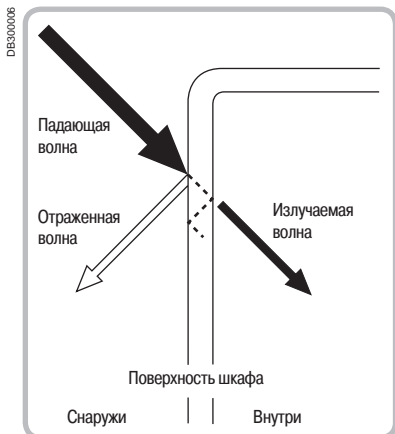 DB300006
Падающая
волна
Отраженная
волна
Излучаемая
волна
Поверхность шкафа
Снаружи
Внутри